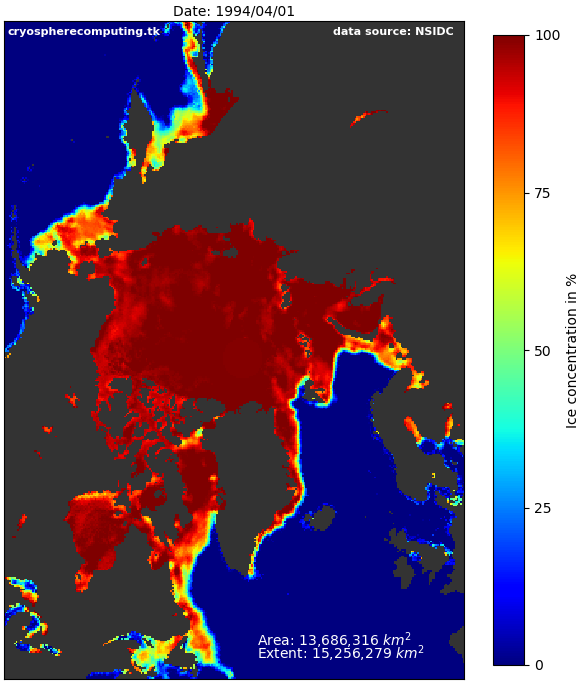 Date: 1994/04/01
cryospherecomputing.tk
data source: NSIDC
100
75
50
25
0
Ice concentration in %
Area: 13,686,316 km²
Extent: 15,256,279 km²